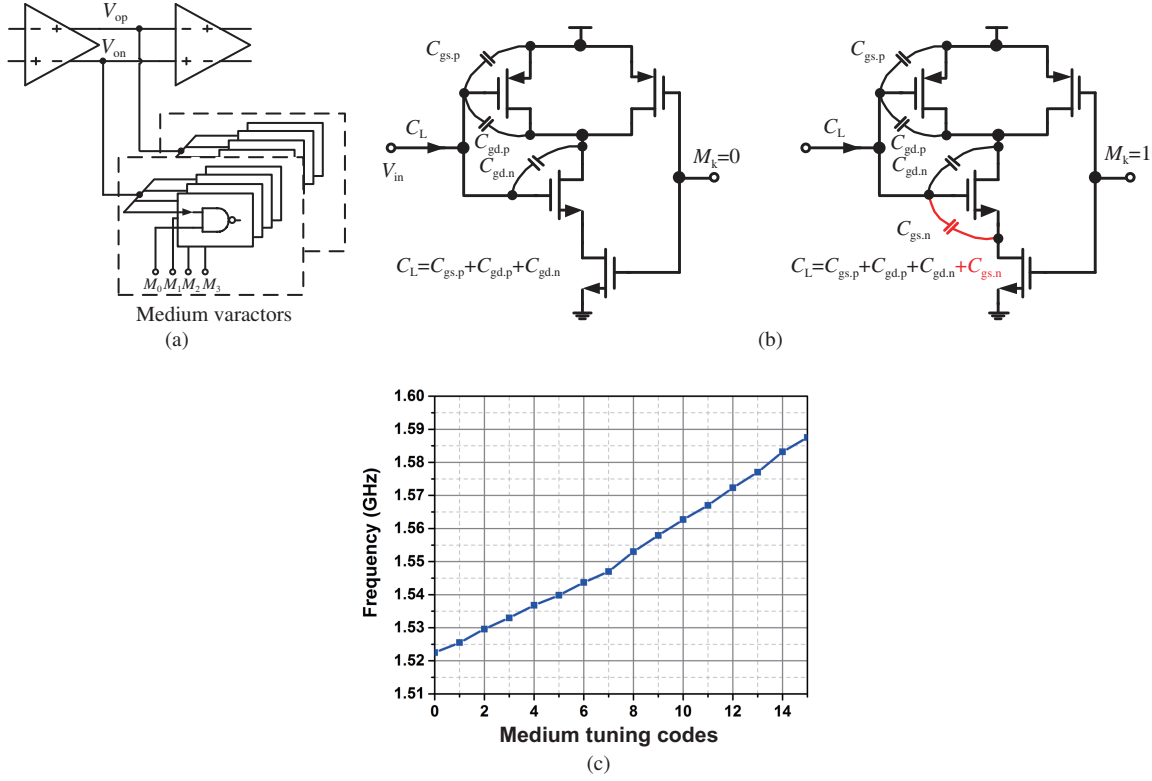 V_op
V_on
− +
+ −
− +
+ −
M_0 M_1 M_2 M_3
Medium varactors
(a)
C_gs.p
C_L
V_in
C_gd.p
C_gd.n
M_k=0
C_L=C_gs.p+C_gd.p+C_gd.n
C_gs.p
C_L
C_gd.p
C_gd.n
M_k=1
C_gs.n
C_L=C_gs.p+C_gd.p+C_gd.n+C_gs.n
(b)
1.60
1.59
1.58
1.57
1.56
1.55
1.54
1.53
1.52
1.51
Frequency (GHz)
0 2 4 6 8 10 12 14
Medium tuning codes
(c)